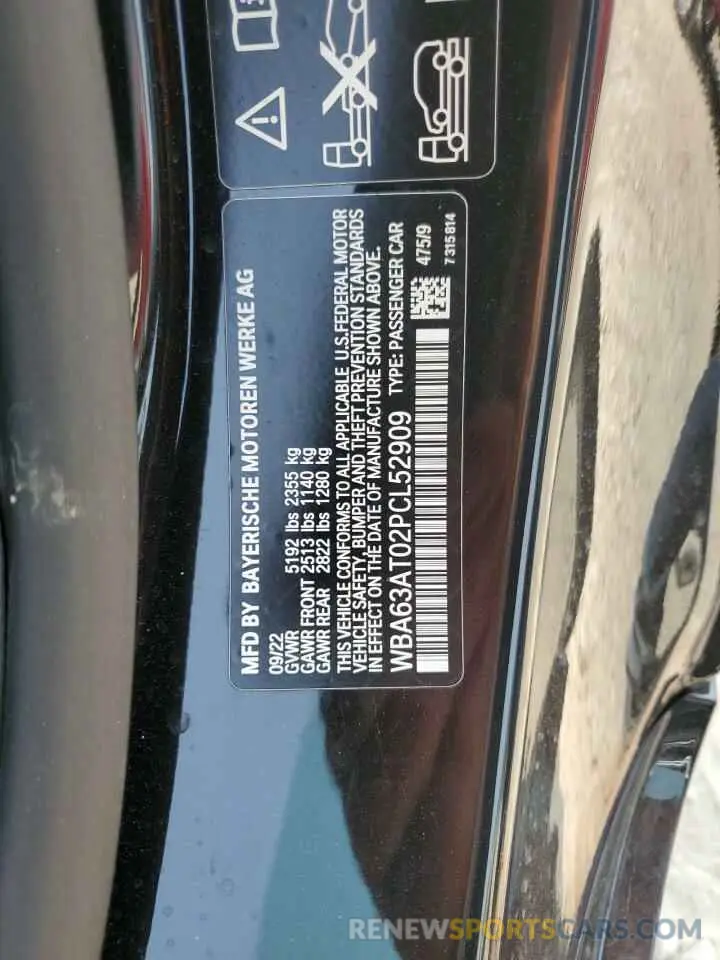 MFD BY BAYERISCHE MOTOREN WERKE AG
09/22
GVWR 5192 lbs 2355 kg
GAWR FRONT 2513 lbs 1140 kg
GAWR REAR 2822 lbs 1280 kg
THIS VEHICLE CONFORMS TO ALL APPLICABLE U.S. FEDERAL MOTOR
VEHICLE SAFETY, BUMPER AND THEFT PREVENTION STANDARDS
IN EFFECT ON THE DATE OF MANUFACTURE SHOWN ABOVE.
WBA63AT02PCL52909 TYPE: PASSENGER CAR
475/9
7315814
RENEWSPORTSCARS.COM